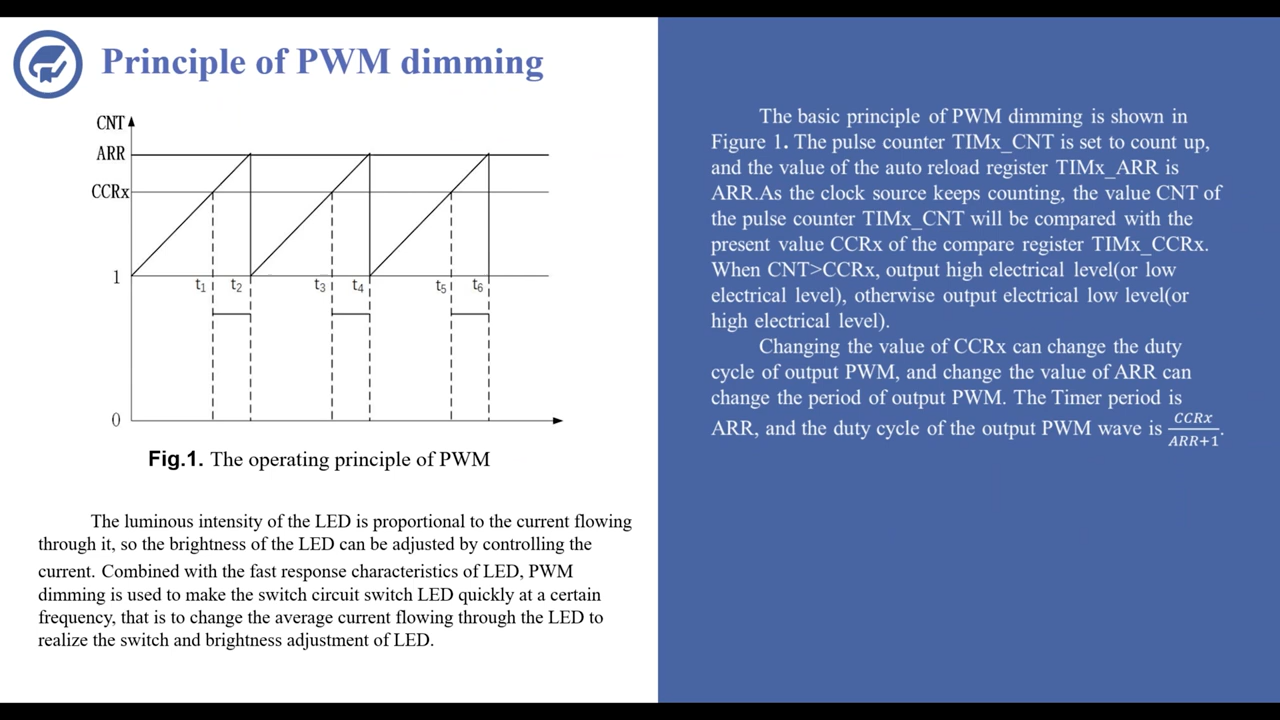 Principle of PWM dimming
CNT
ARR
CCRx
1
t1 t2 t3 t4 t5 t6
0
Fig.1. The operating principle of PWM
The luminous intensity of the LED is proportional to the current flowing
through it, so the brightness of the LED can be adjusted by controlling the
current. Combined with the fast response characteristics of LED, PWM
dimming is used to make the switch circuit switch LED quickly at a certain
frequency, that is to change the average current flowing through the LED to
realize the switch and brightness adjustment of LED.
The basic principle of PWM dimming is shown in
Figure 1. The pulse counter TIMx_CNT is set to count up,
and the value of the auto reload register TIMx_ARR is
ARR.As the clock source keeps counting, the value CNT of
the pulse counter TIMx_CNT will be compared with the
present value CCRx of the compare register TIMx_CCRx.
When CNT>CCRx, output high electrical level(or low
electrical level), otherwise output electrical low level(or
high electrical level).
Changing the value of CCRx can change the duty
cycle of output PWM, and change the value of ARR can
change the period of output PWM. The Timer period is
ARR, and the duty cycle of the output PWM wave is CCRx/ARR+1.